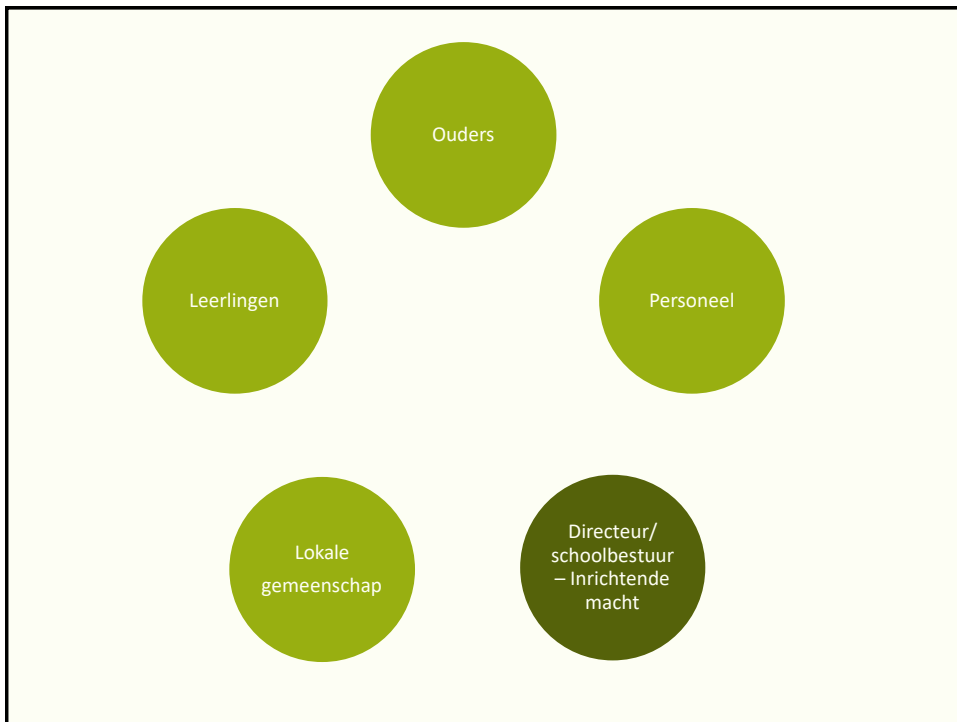 Ouders
Leerlingen
Personeel
Lokale
gemeenschap
Directeur/
schoolbestuur
– Inrichtende
macht